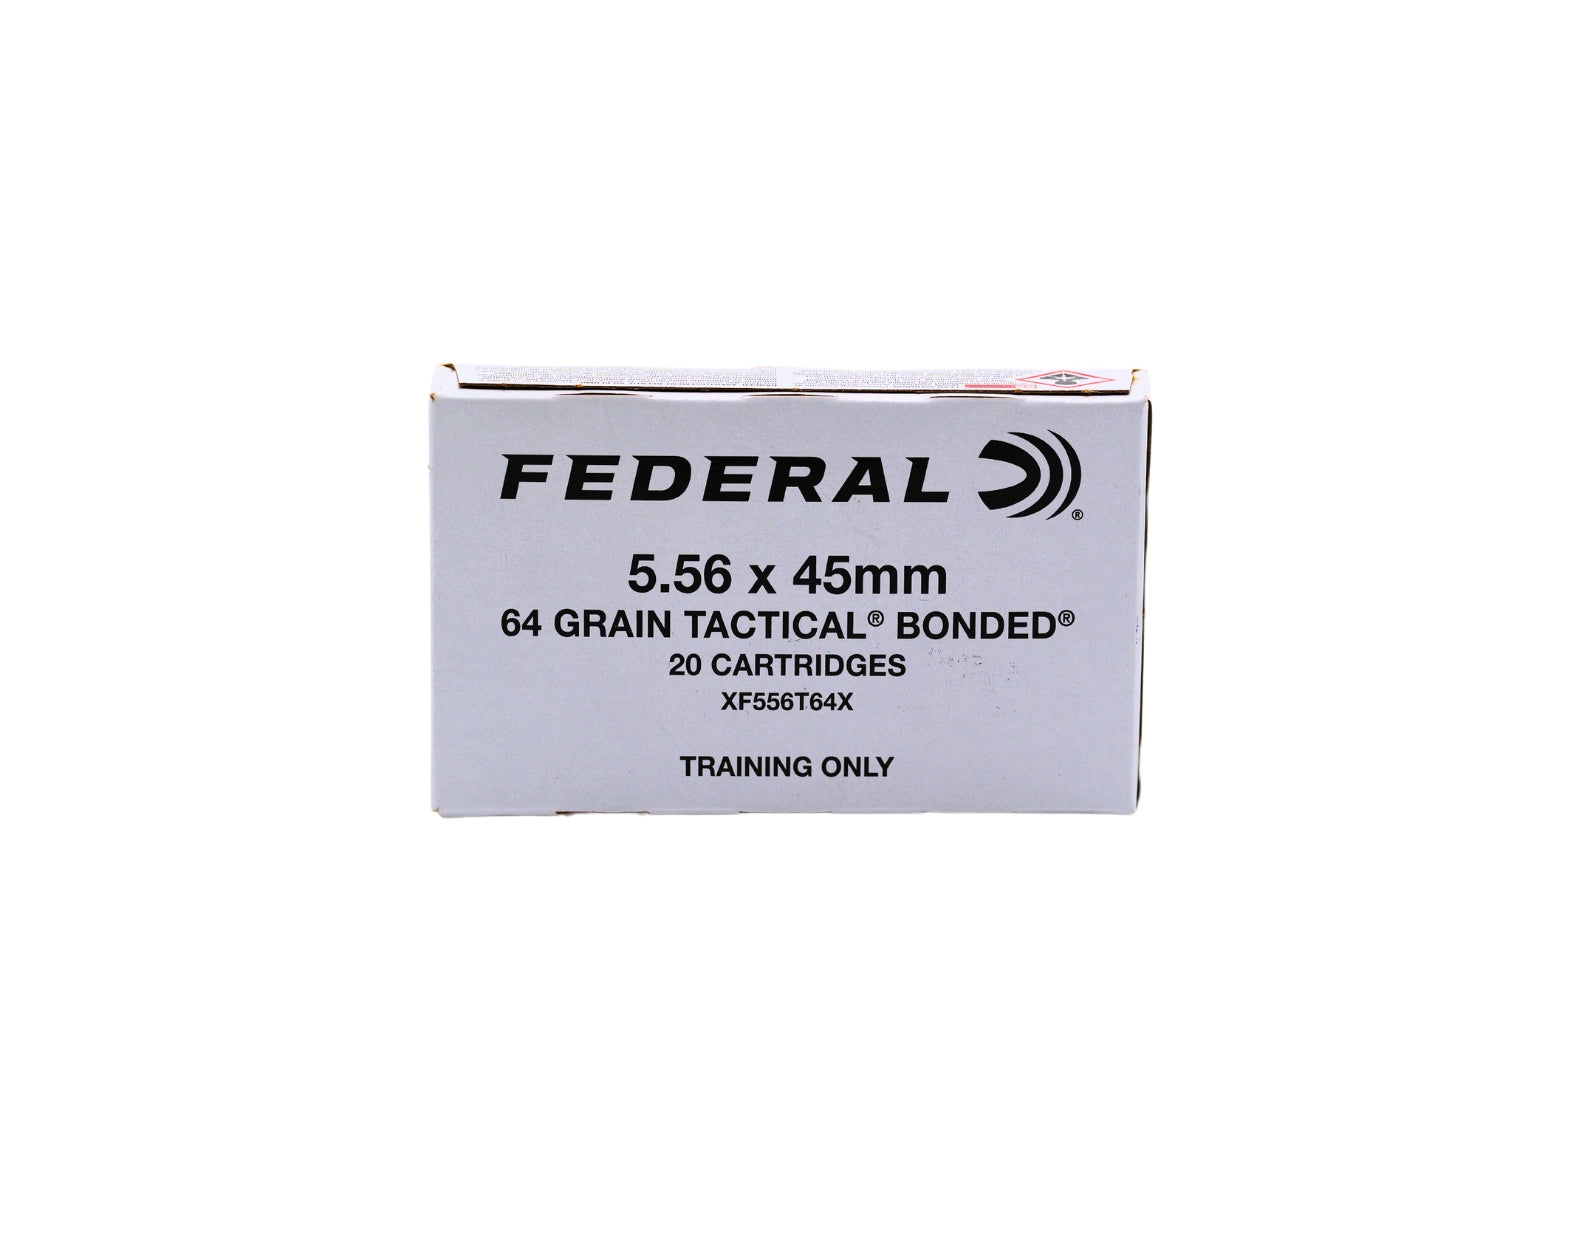 FEDERAL®
5.56 x 45mm
64 GRAIN TACTICAL® BONDED®
20 CARTRIDGES
XF556T64X
TRAINING ONLY